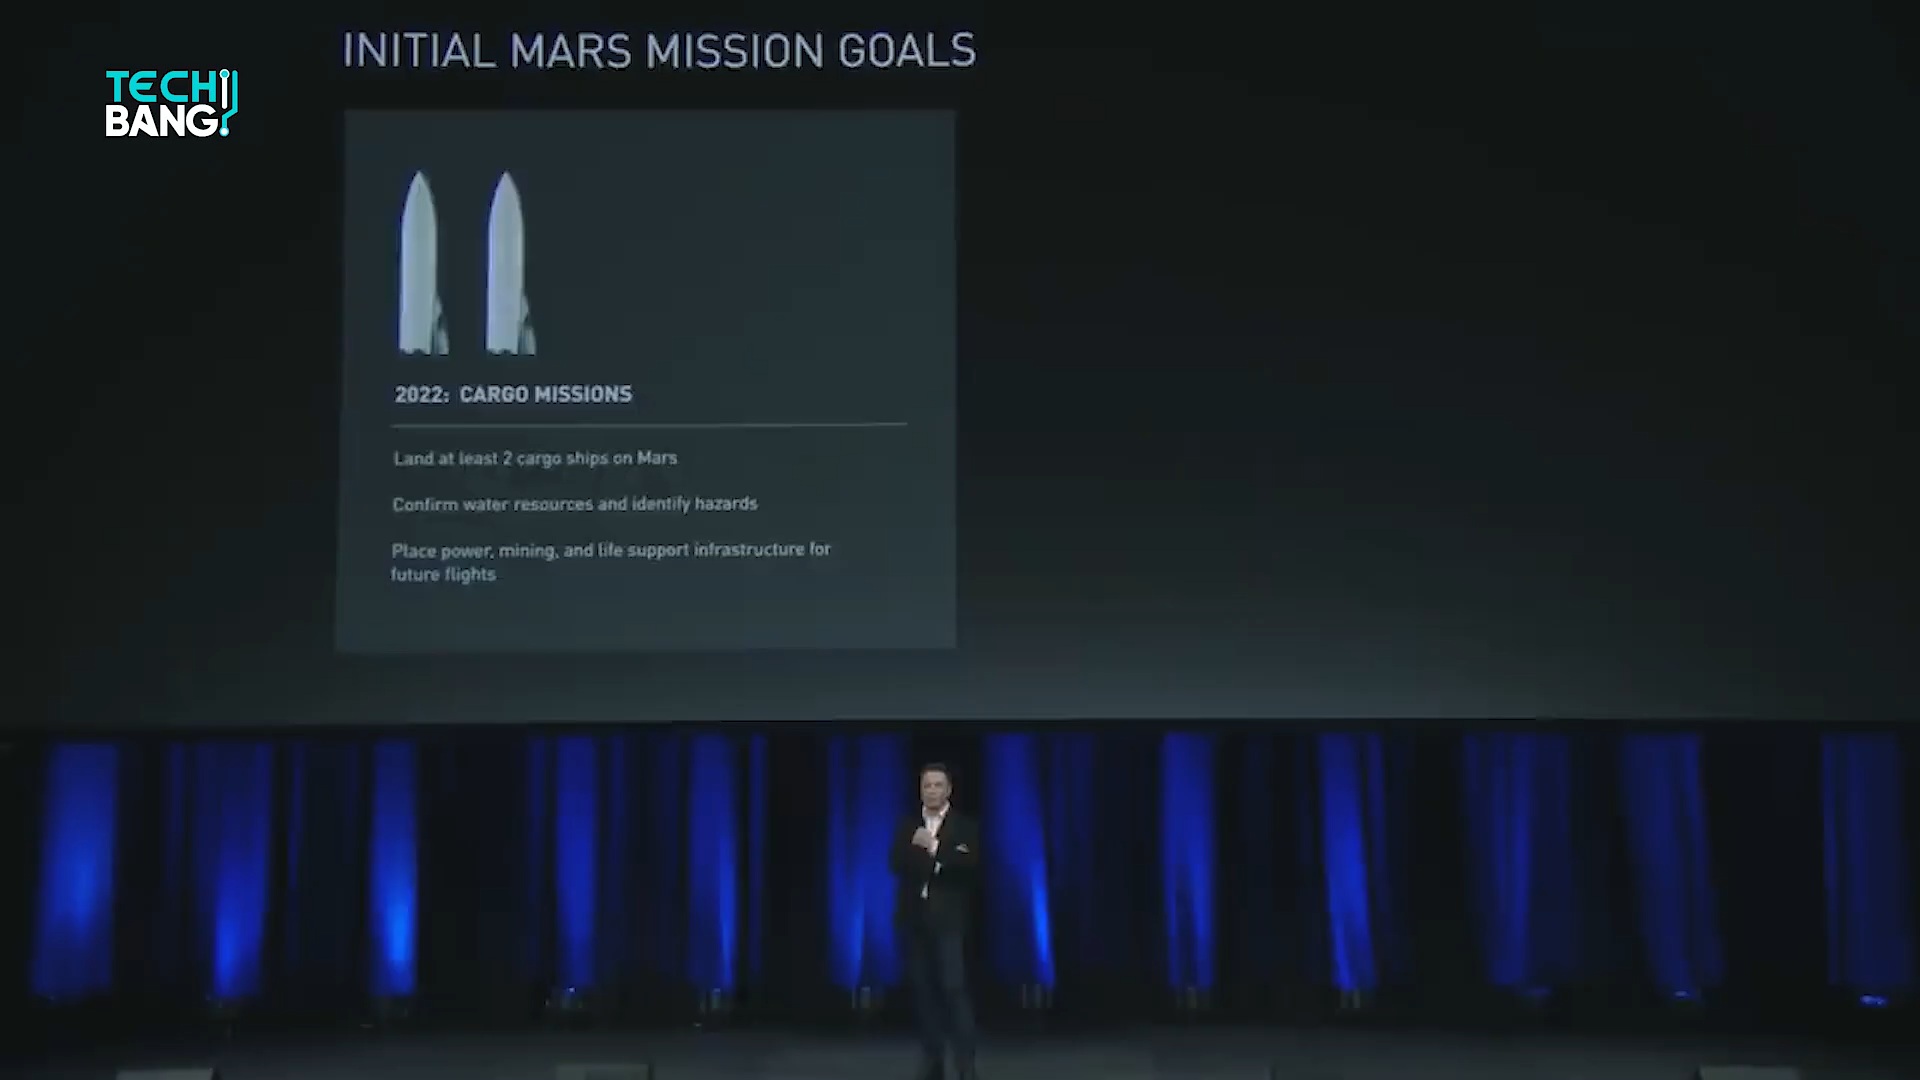 INITIAL MARS MISSION GOALS
TECH
BANG!
2022: CARGO MISSIONS
Land at least 2 cargo ships on Mars
Confirm water resources and identify hazards
Place power, mining, and life support infrastructure for
future flights